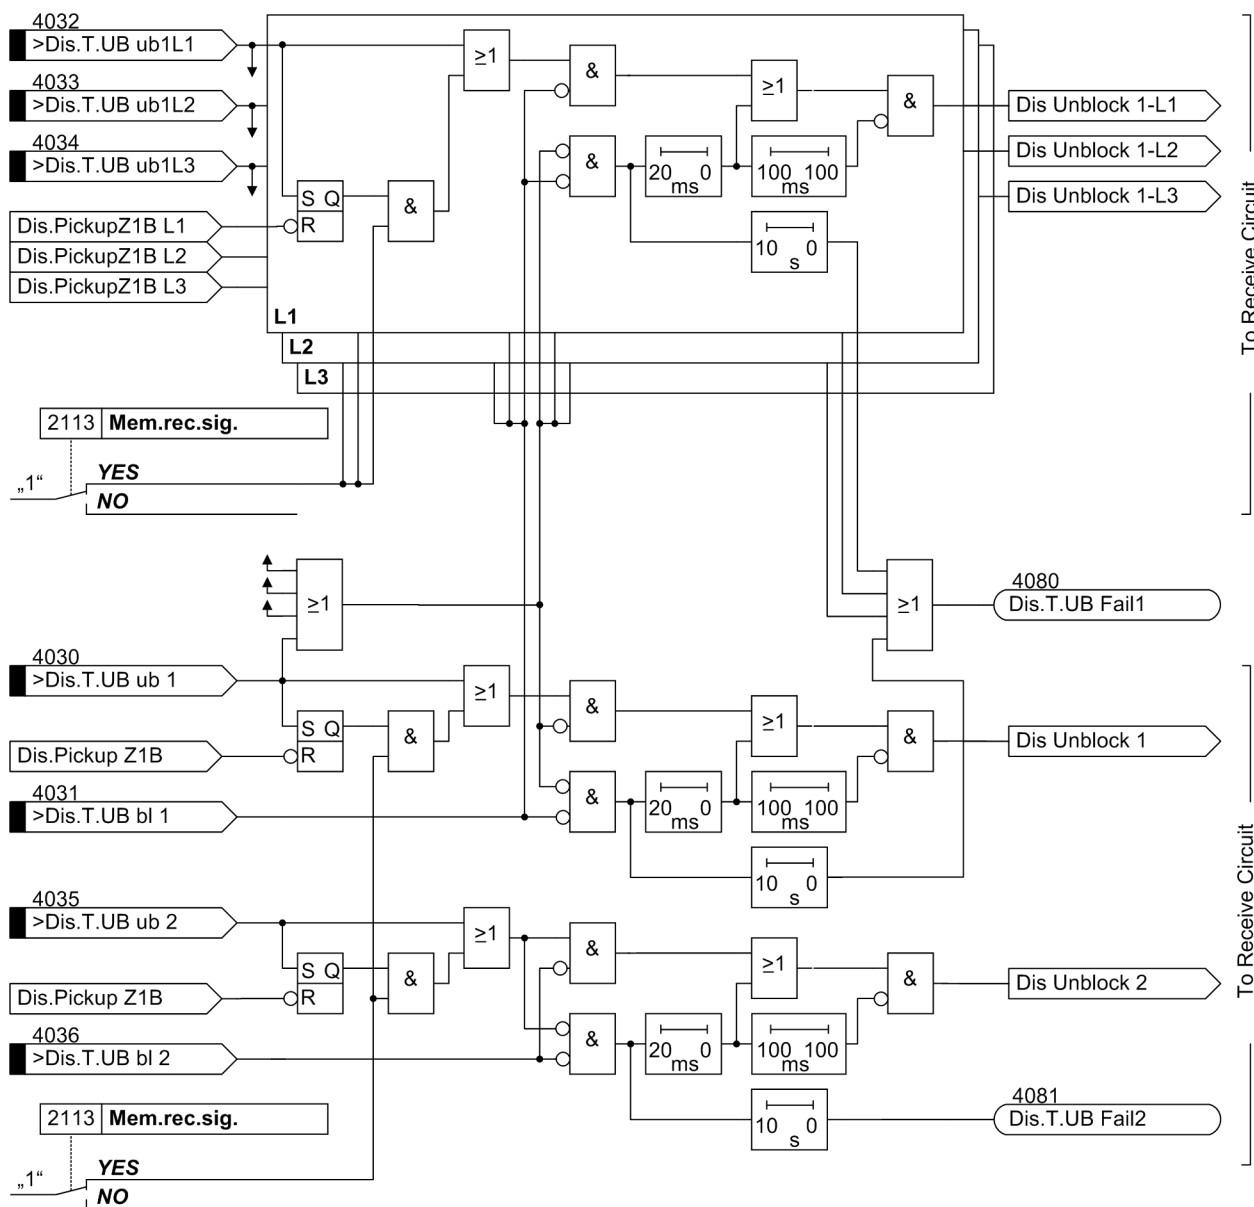 4032
>Dis.T.UB ub1L1
4033
>Dis.T.UB ub1L2
4034
>Dis.T.UB ub1L3
Dis.PickupZ1B L1
Dis.PickupZ1B L2
Dis.PickupZ1B L3
S Q
R
&
≥1
&
&
20 0
ms
≥1
100 100
ms
10 0
s
&
L1
L2
L3
Dis Unblock 1-L1
Dis Unblock 1-L2
Dis Unblock 1-L3
To Receive Circuit
2113 Mem.rec.sig.
„1“
YES
NO
≥1
≥1
4080
Dis.T.UB Fail1
4030
>Dis.T.UB ub 1
Dis.Pickup Z1B
4031
>Dis.T.UB bl 1
S Q
R
&
≥1
&
&
20 0
ms
≥1
100 100
ms
10 0
s
&
Dis Unblock 1
4035
>Dis.T.UB ub 2
Dis.Pickup Z1B
4036
>Dis.T.UB bl 2
S Q
R
&
≥1
&
&
20 0
ms
≥1
100 100
ms
10 0
s
&
Dis Unblock 2
To Receive Circuit
4081
Dis.T.UB Fail2
2113 Mem.rec.sig.
„1“
YES
NO